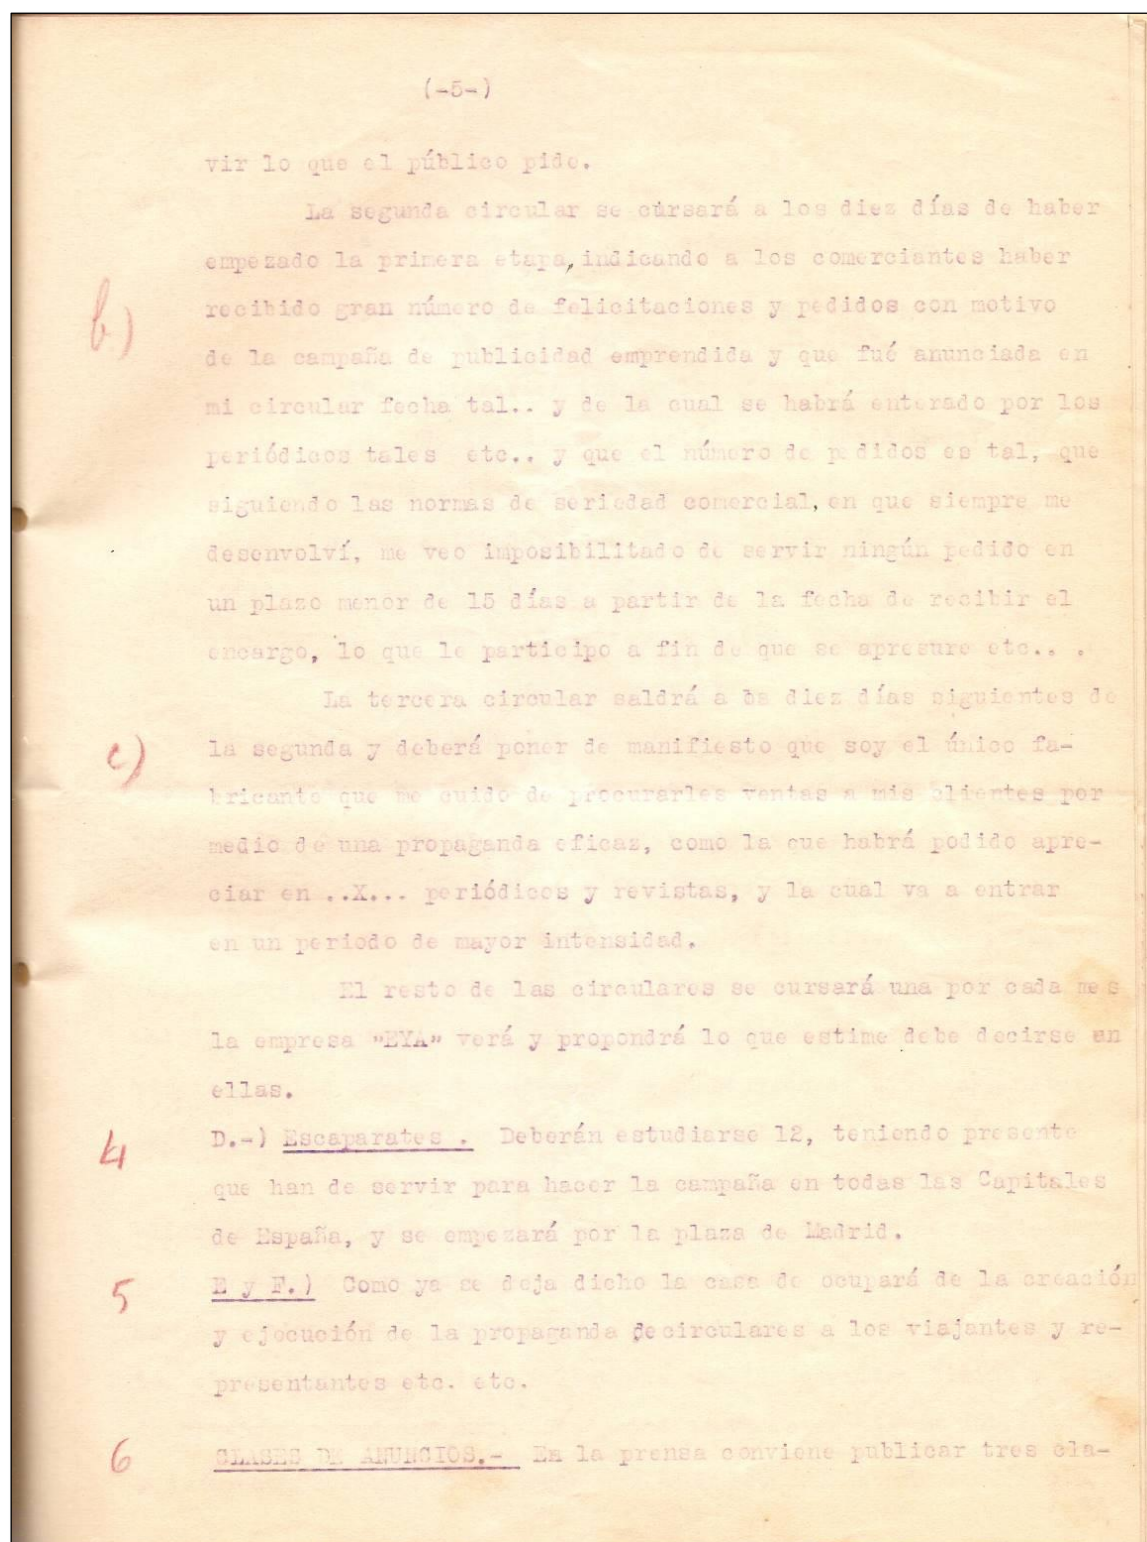 (-5-)
vir lo que el público pide.
La segunda circular se cursará a los diez días de haber
empezado la primera etapa, indicando a los comerciantes haber
b) recibido gran número de felicitaciones y pedidos con motivo
de la campaña de publicidad emprendida y que fué anunciada en
mi circular fecha tal.. y de la cual se habrá enterado por los
periódicos tales etc.. y que el número de pedidos es tal, que
siguiendo las normas de seriedad comercial, en que siempre me
desenvolví, me veo imposibilitado de servir ningún pedido en
un plazo menor de 15 días a partir de la fecha de recibir el
encargo, lo que le participo a fin de que se apresure etc.. .
La tercera circular saldrá a os diez días siguientes de
c) la segunda y deberá poner de manifiesto que soy el único fa-
bricante que me cuido de procurarles ventas a mis clientes por
medio de una propaganda eficaz, como la que habrá podido apre-
ciar en ..X... periódicos y revistas, y la cual va a entrar
en un periodo de mayor intensidad.
El resto de las circulares se cursará una por cada mes
la empresa "EYA" verá y propondrá lo que estime debe decirse en
ellas.
4 D.-) Escaparates . Deberán estudiarse 12, teniendo presente
que han de servir para hacer la campaña en todas las Capitales
de España, y se empezará por la plaza de Madrid.
5 E y F.) Como ya se deja dicho la casa de ocupará de la creación
y ejecución de la propaganda decirculares a los viajantes y re-
presentantes etc. etc.
6 CLASES DE ANUNCIOS.- En la prensa conviene publicar tres cla-